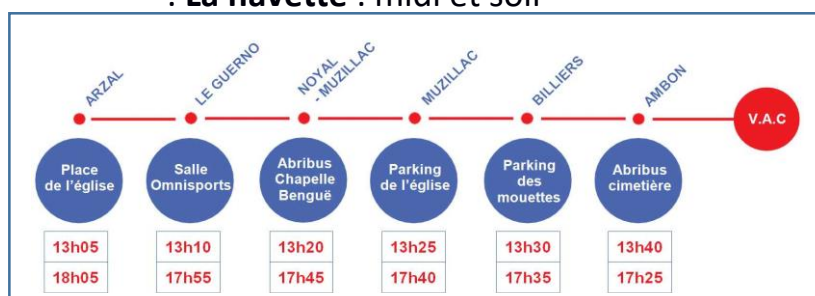 : La navette : midi et soir
ARZAL
LE GUERNO
NOYAL
- MUZILLAC
MUZILLAC
BILLIERS
AMBON
V.A.C
Place
de l'église
Salle
Omnisports
Abribus
Chapelle
Benguë
Parking
de l'église
Parking
des
mouettes
Abribus
cimetière
13h05 13h10 13h20 13h25 13h30 13h40
18h05 17h55 17h45 17h40 17h35 17h25